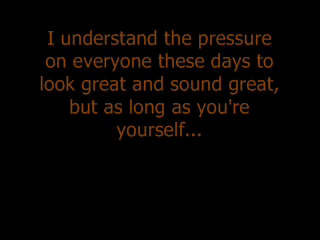 I understand the pressure
on everyone these days to
look great and sound great,
but as long as you're
yourself...